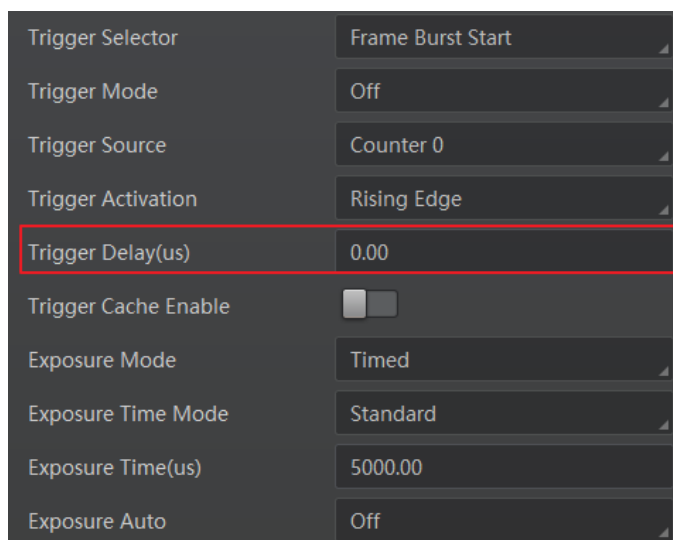 Trigger Selector Frame Burst Start
Trigger Mode Off
Trigger Source Counter 0
Trigger Activation Rising Edge
Trigger Delay(us) 0.00
Trigger Cache Enable
Exposure Mode Timed
Exposure Time Mode Standard
Exposure Time(us) 5000.00
Exposure Auto Off